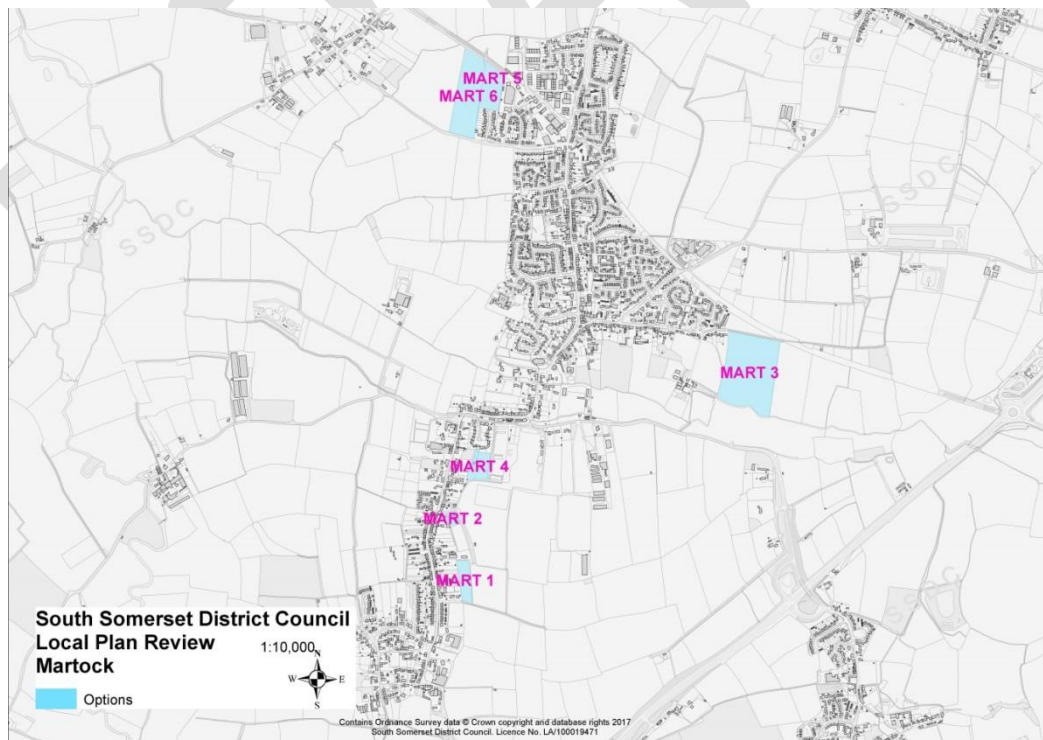 MART 5
MART 6
SSDC
MART 3
MART 4
MART 2
MART 1
SSDC
South Somerset District Council
Local Plan Review
Martock
1:10,000
N
W E
S
Options
Contains Ordnance Survey data © Crown copyright and database rights 2017
South Somerset District Council. Licence No. LA/100019471